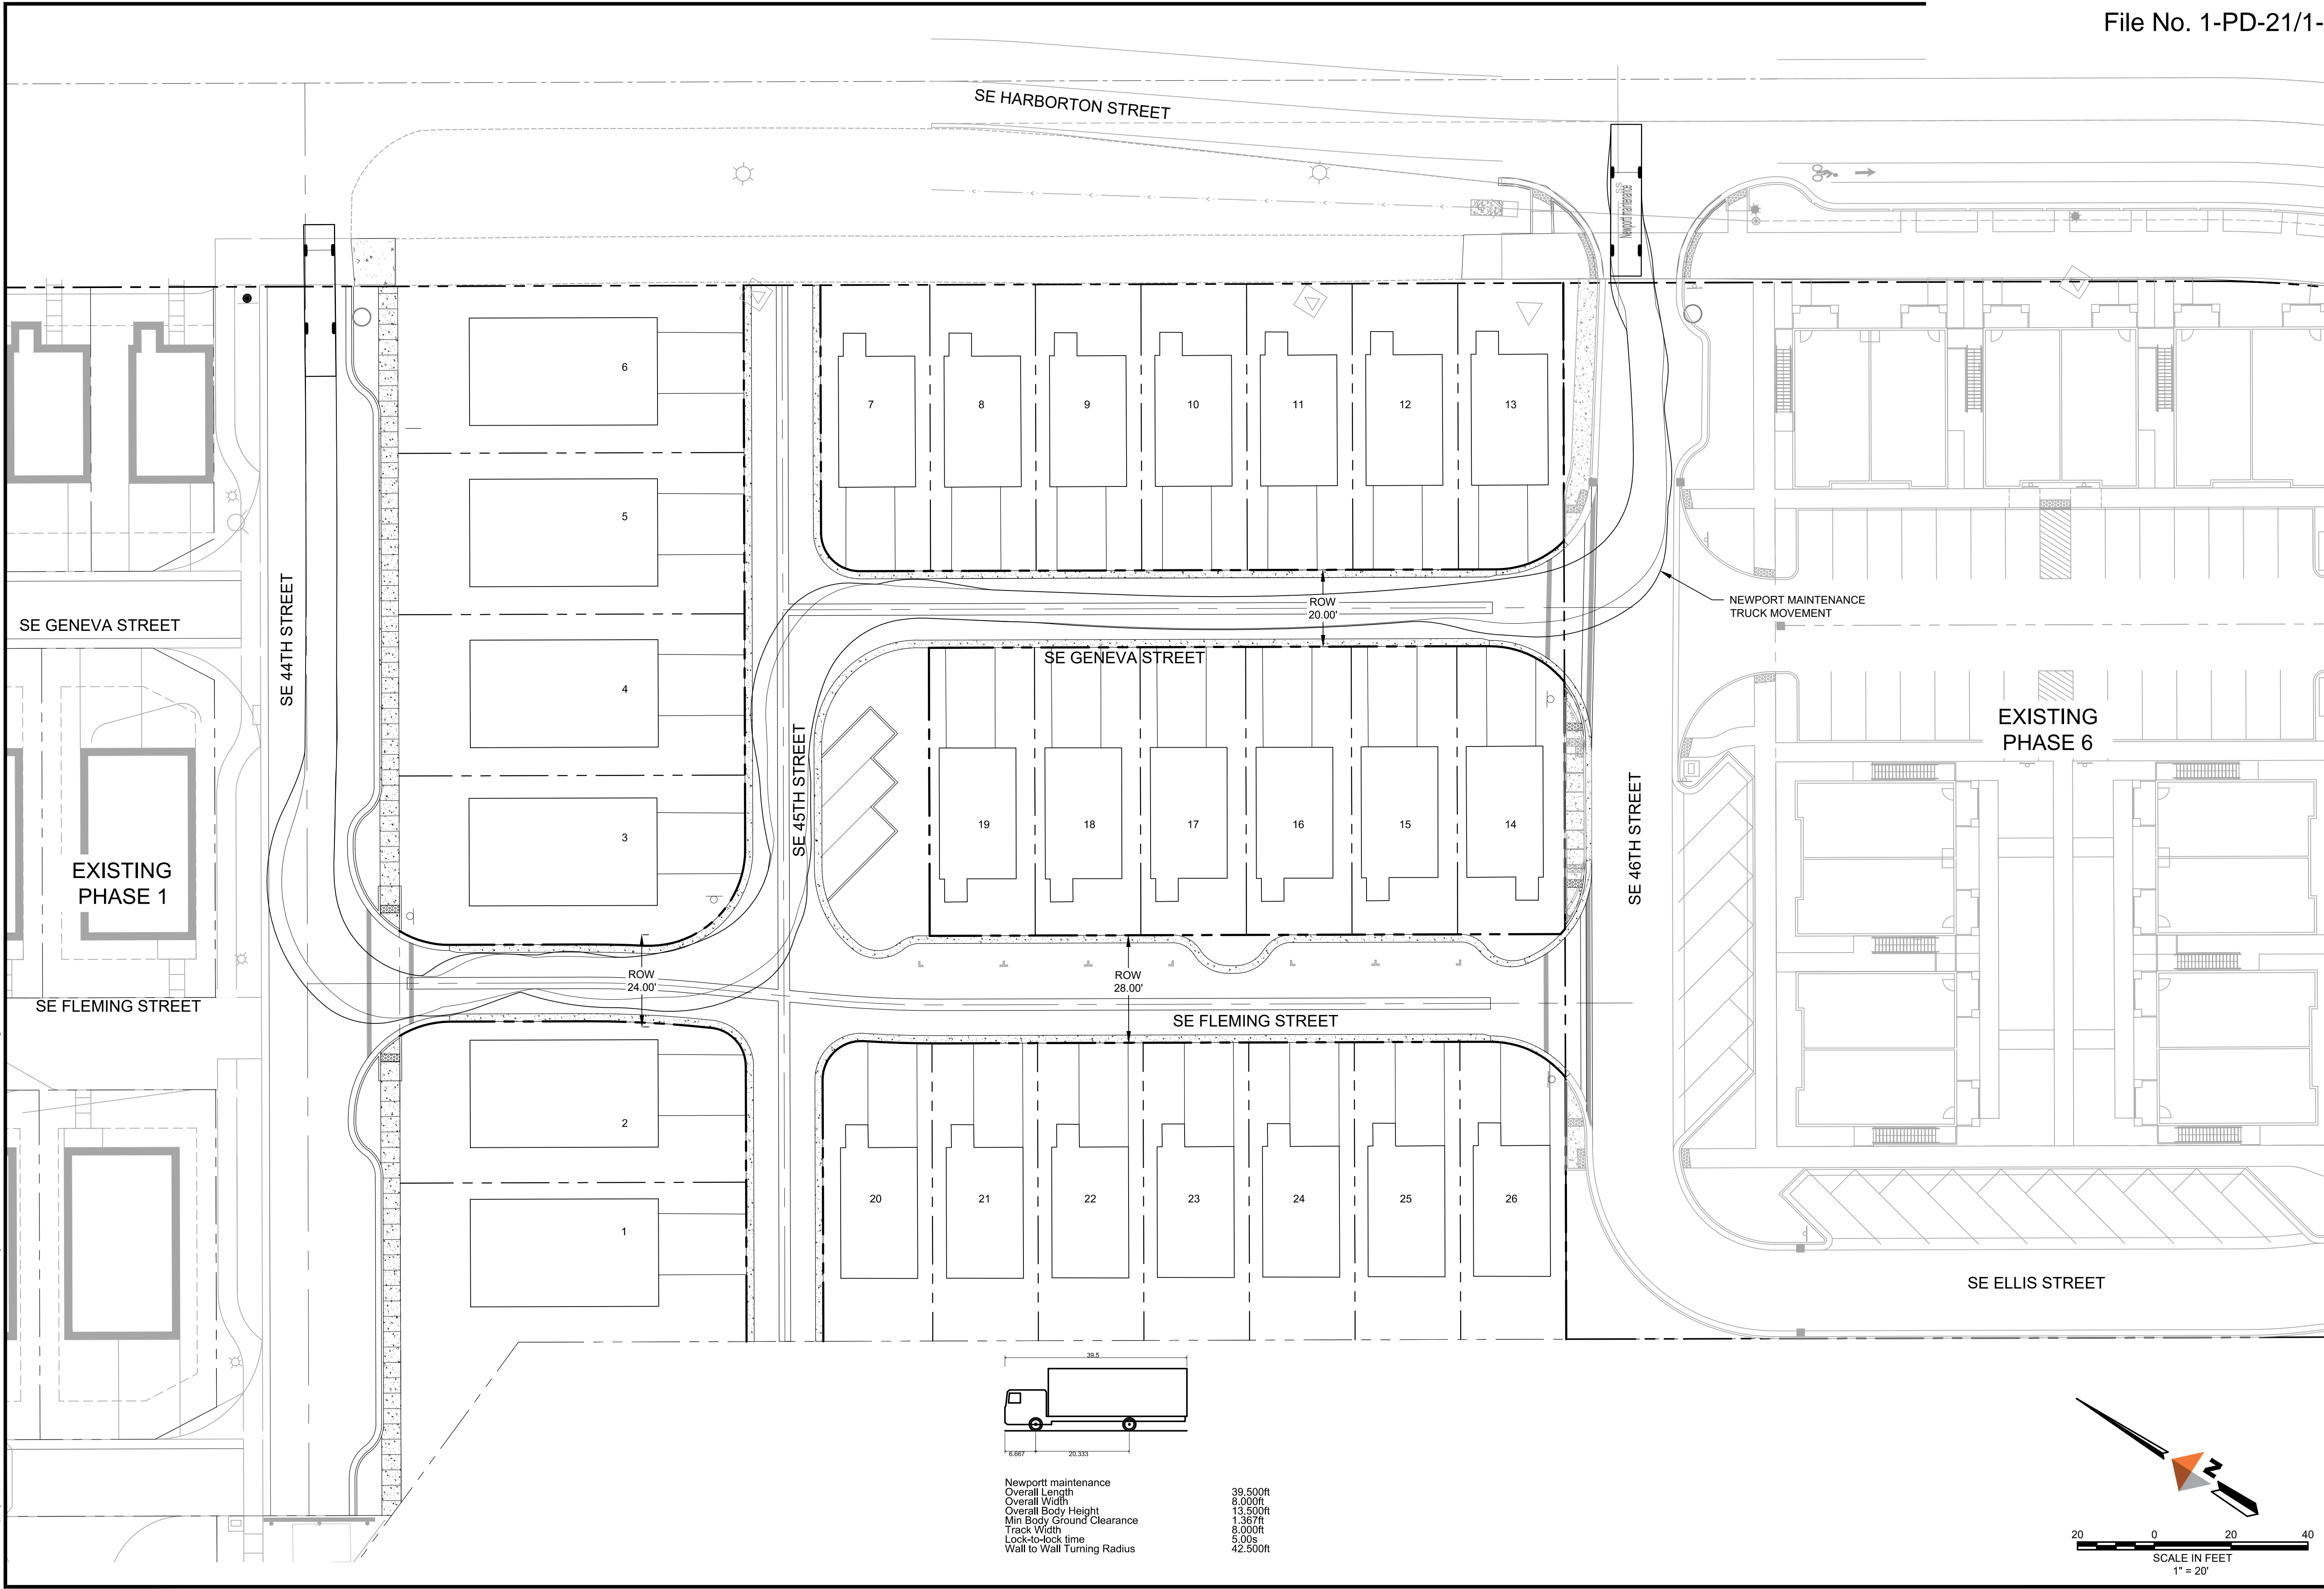 File No. 1-PD-21/1-
SE HARBORTON STREET
SS
Newport maintenance
6
7
8
9
10
11
12
13
5
SE 44TH STREET
ROW
20.00'
NEWPORT MAINTENANCE
TRUCK MOVEMENT
SE GENEVA STREET
SE GENEVA STREET
4
EXISTING
PHASE 6
SE 45TH STREET
SE 46TH STREET
19
18
17
16
15
14
3
EXISTING
PHASE 1
ROW
24.00'
ROW
28.00'
SE FLEMING STREET
SE FLEMING STREET
2
20
21
22
23
24
25
26
1
SE ELLIS STREET
39.5
6.667
20.333
Newportt maintenance
Overall Length 39.500ft
Overall Width 8.000ft
Overall Body Height 13.500ft
Min Body Ground Clearance 1.367ft
Track Width 8.000ft
Lock-to-lock time 5.00s
Wall to Wall Turning Radius 42.500ft
N
20 0 20 40
SCALE IN FEET
1" = 20'